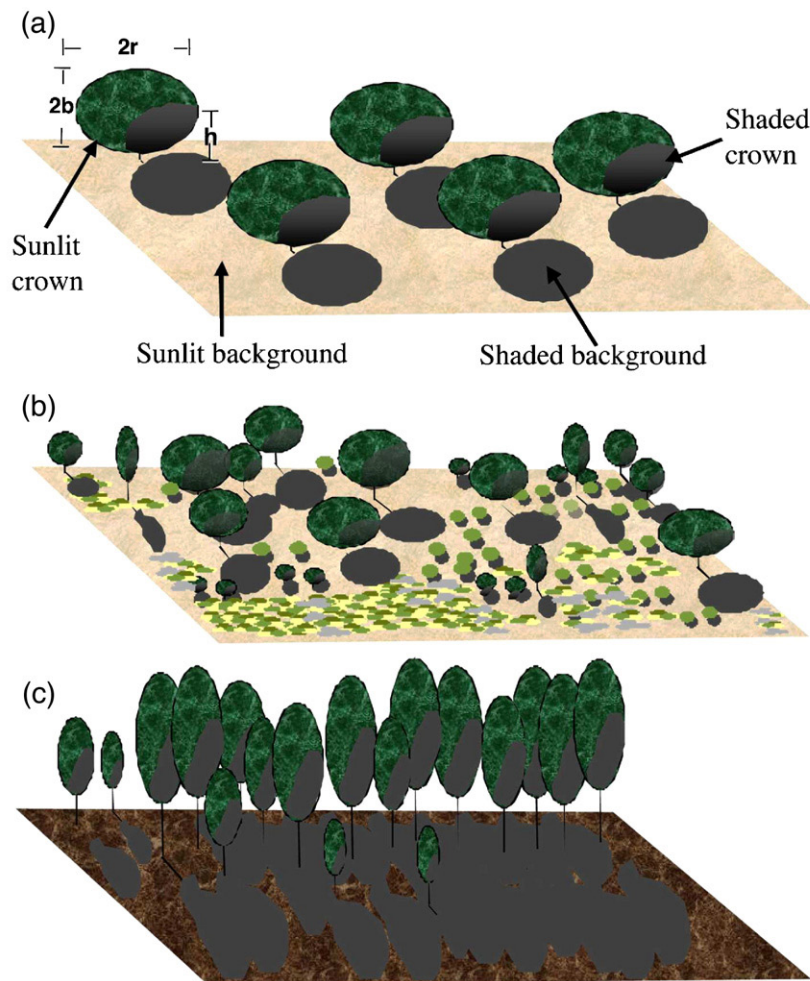 (a)
2r
2b
h
Shaded
crown
Sunlit
crown
Sunlit background
Shaded background
(b)
(c)